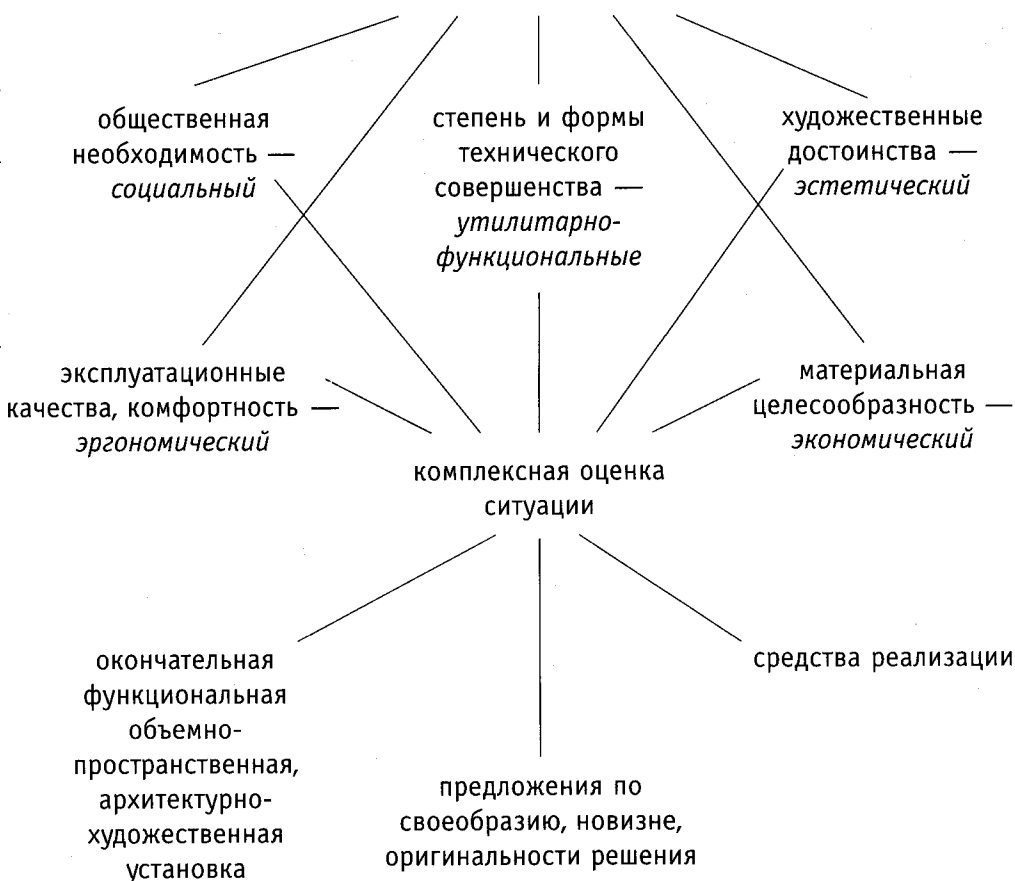 общественная
необходимость —
социальный
степень и формы
технического
совершенства —
утилитарно-
функциональные
художественные
достоинства —
эстетический
эксплуатационные
качества, комфортность —
эргономический
материальная
целесообразность —
экономический
комплексная оценка
ситуации
окончательная
функциональная
объемно-
пространственная,
архитектурно-
художественная
установка
предложения по
своеобразию, новизне,
оригинальности решения
средства реализации